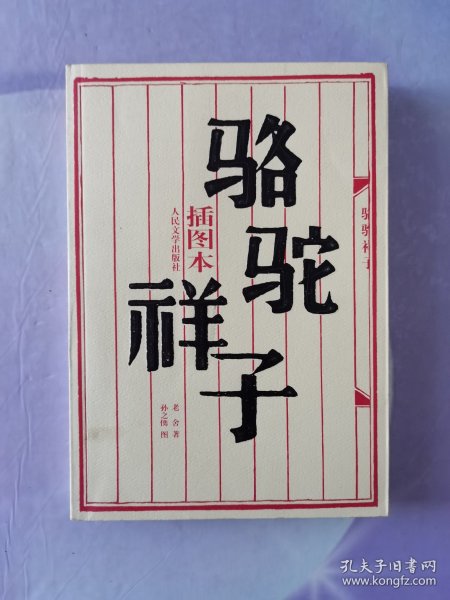 骆驼祥子
插图本
人民文学出版社
骆驼祥子
老舍 著
孙之儁 图
孔夫子旧书网
www.kongfz.com